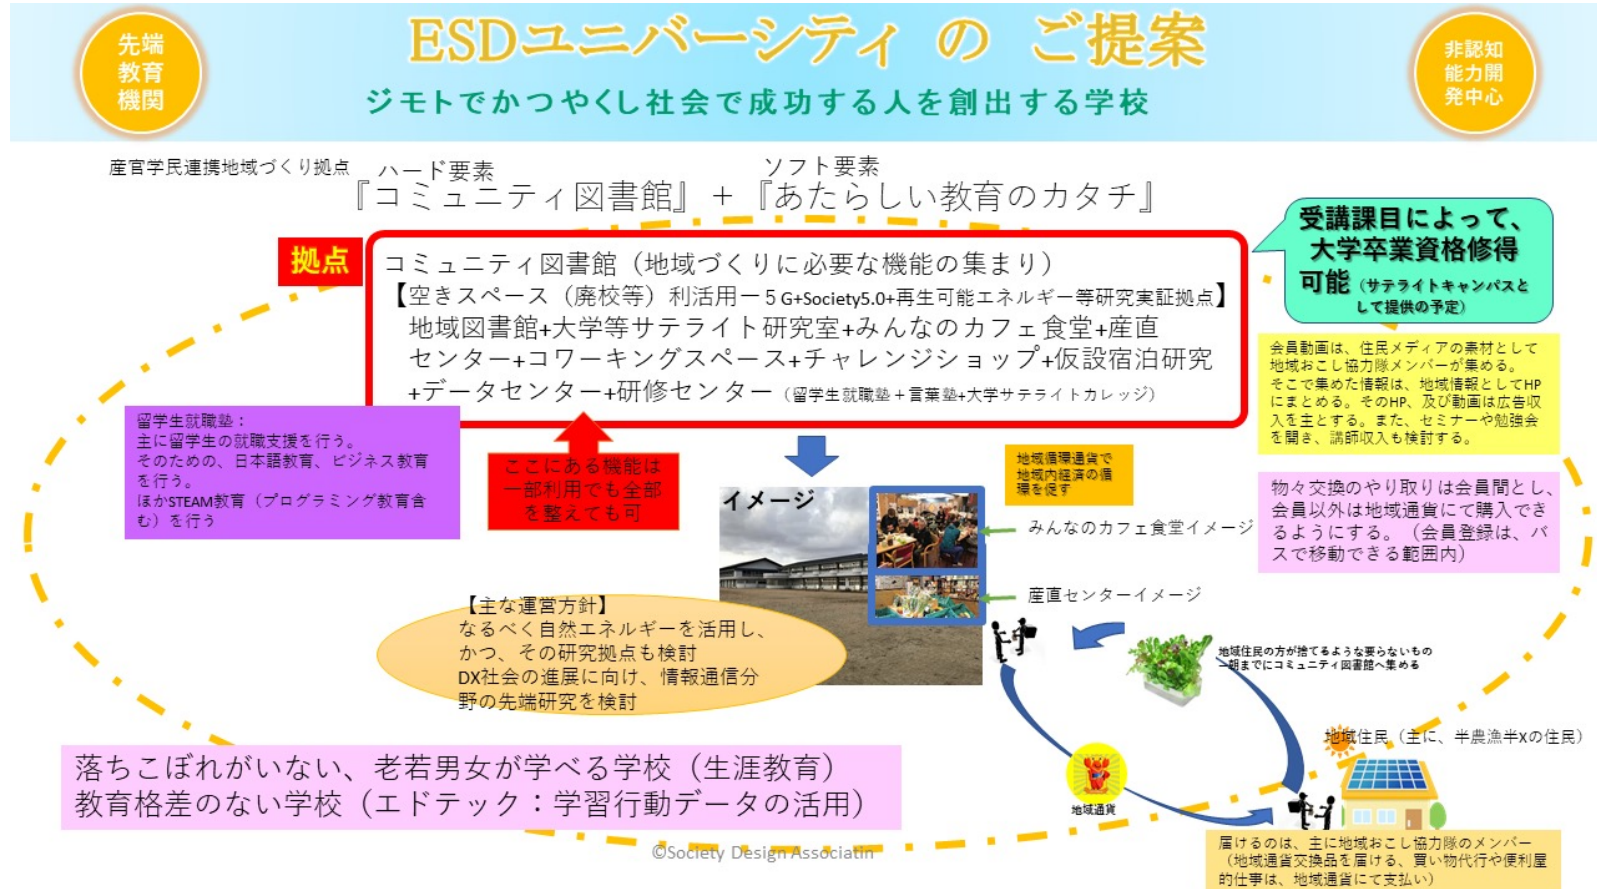 先端
教育
機関
ESDユニバーシティ の ご提案
ジモトでかつやくし社会で成功する人を創出する学校
非認知
能力開
発中心
産官学民連携地域づくり拠点
ハード要素
ソフト要素
『コミュニティ図書館』＋『あたらしい教育のカタチ』
拠点
コミュニティ図書館（地域づくりに必要な機能の集まり）
【空きスペース（廃校等）利活用ー５G+Society5.0+再生可能エネルギー等研究実証拠点】
地域図書館+大学等サテライト研究室+みんなのカフェ食堂+産直
センター+コワーキングスペース+チャレンジショップ+仮設宿泊研究
+データセンター+研修センター（留学生就職塾＋言葉塾+大学サテライトカレッジ）
受講課目によって、
大学卒業資格修得
可能（サテライトキャンパスと
して提供の予定）
会員動画は、住民メディアの素材として
地域おこし協力隊メンバーが集める。
そこで集めた情報は、地域情報としてHP
にまとめる。そのHP、及び動画は広告収
入を主とする。また、セミナーや勉強会
を開き、講師収入も検討する。
留学生就職塾：
主に留学生の就職支援を行う。
そのための、日本語教育、ビジネス教育
を行う。
ほかSTEAM教育（プログラミング教育含
む）を行う
ここにある機能は
一部利用でも全部
を整えても可
地域循環通貨で
地域内経済の循
環を促す
物々交換のやり取りは会員間とし、
会員以外は地域通貨にて購入でき
るようにする。（会員登録は、バ
スで移動できる範囲内）
イメージ
みんなのカフェ食堂イメージ
産直センターイメージ
【主な運営方針】
なるべく自然エネルギーを活用し、
かつ、その研究拠点も検討
DX社会の進展に向け、情報通信分
野の先端研究を検討
地域住民の方が捨てるような要らないもの
―朝までにコミュニティ図書館へ集める
地域住民（主に、半農漁半xの住民）
地域通貨
落ちこぼれがいない、老若男女が学べる学校（生涯教育）
教育格差のない学校（エドテック：学習行動データの活用）
届けるのは、主に地域おこし協力隊のメンバー
（地域通貨交換品を届ける、買い物代行や便利屋
的仕事は、地域通貨にて支払い）
©Society Design Associatin